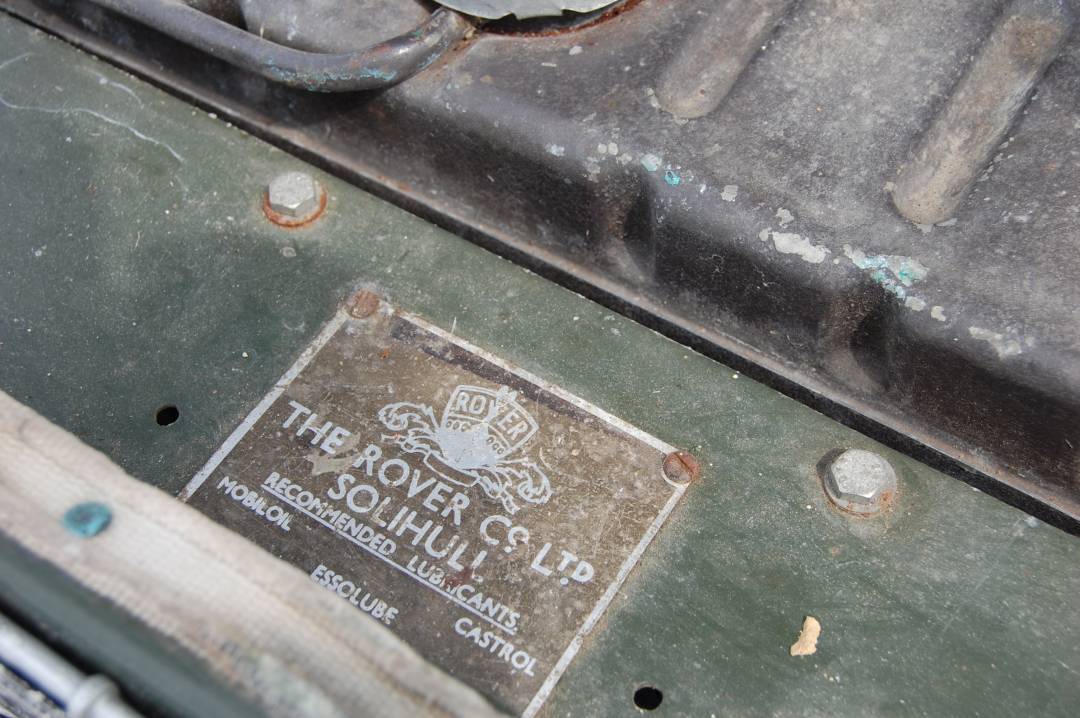 ROVER
THE ROVER CO. LTD
SOLIHULL
RECOMMENDED LUBRICANTS.
MOBILOIL ESSOLUBE CASTROL